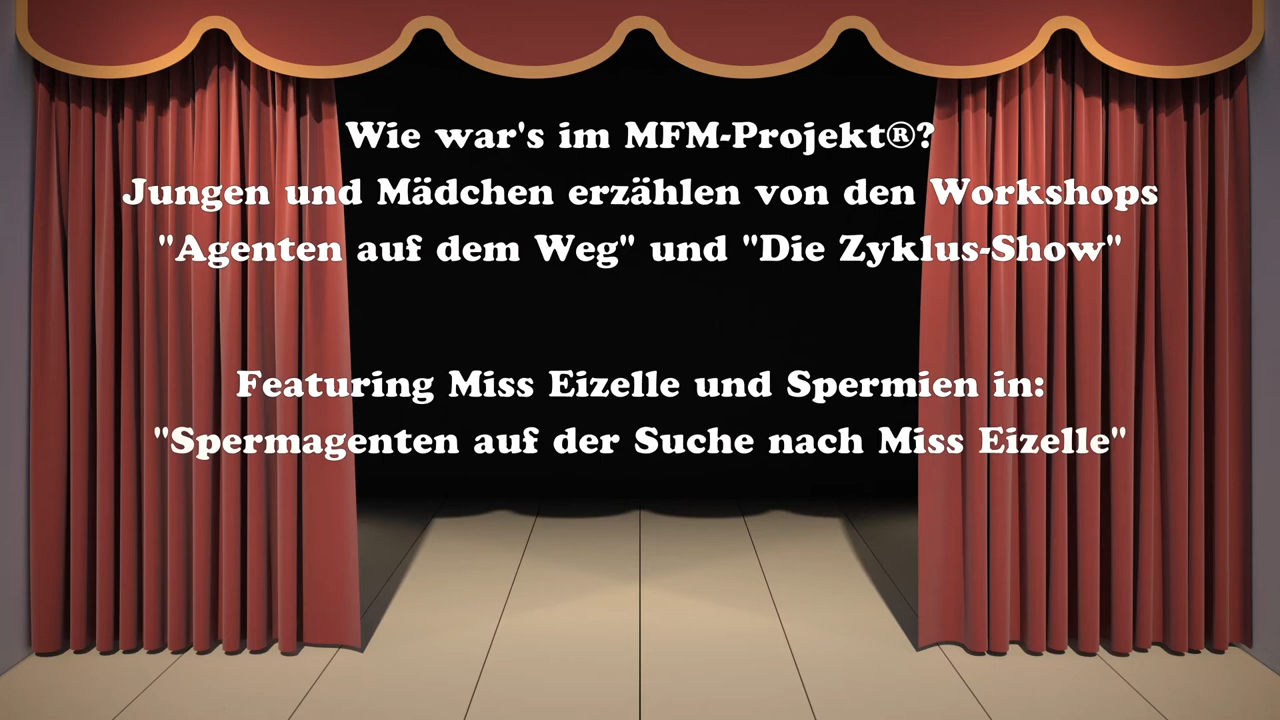 Wie war's im MFM-Projekt®?
Jungen und Mädchen erzählen von den Workshops
"Agenten auf dem Weg" und "Die Zyklus-Show"
Featuring Miss Eizelle und Spermien in:
"Spermagenten auf der Suche nach Miss Eizelle"